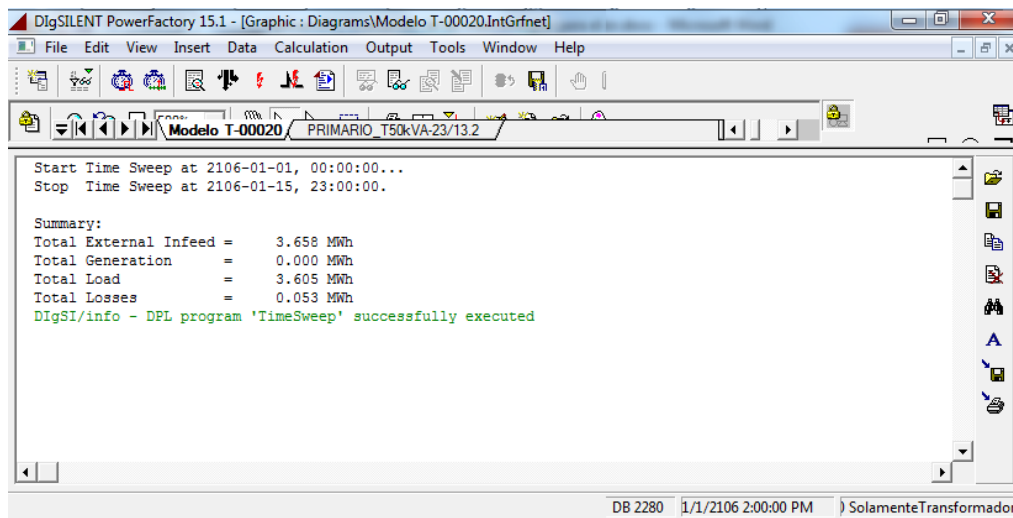 DIgSILENT PowerFactory 15.1 - [Graphic : Diagrams\Modelo T-00020.IntGrfnet]
File Edit View Insert Data Calculation Output Tools Window Help
Modelo T-00020 PRIMARIO_T50kVA-23/13.2
Start Time Sweep at 2106-01-01, 00:00:00...
Stop Time Sweep at 2106-01-15, 23:00:00.
Summary:
Total External Infeed = 3.658 MWh
Total Generation = 0.000 MWh
Total Load = 3.605 MWh
Total Losses = 0.053 MWh
DIgSI/info - DPL program 'TimeSweep' successfully executed
DB 2280 1/1/2106 2:00:00 PM ) SolamenteTransformador